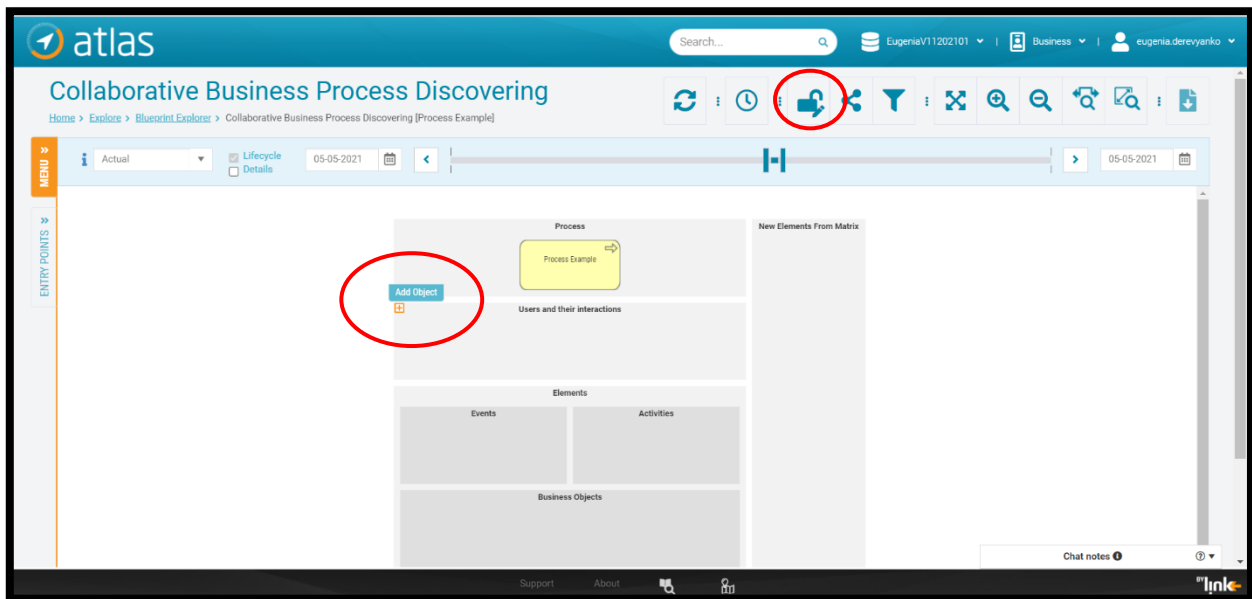 atlas
Search...
EugeniaV11202101
Business
eugenia.derevyanko
Collaborative Business Process Discovering
Home > Explore > Blueprint Explorer > Collaborative Business Process Discovering [Process Example]
MENU »
ENTRY POINTS »
Actual
Lifecycle
Details
05-05-2021
05-05-2021
Process
Process Example
New Elements From Matrix
Add Object
Users and their interactions
Elements
Events
Activities
Business Objects
Chat notes
Support
About
BY link